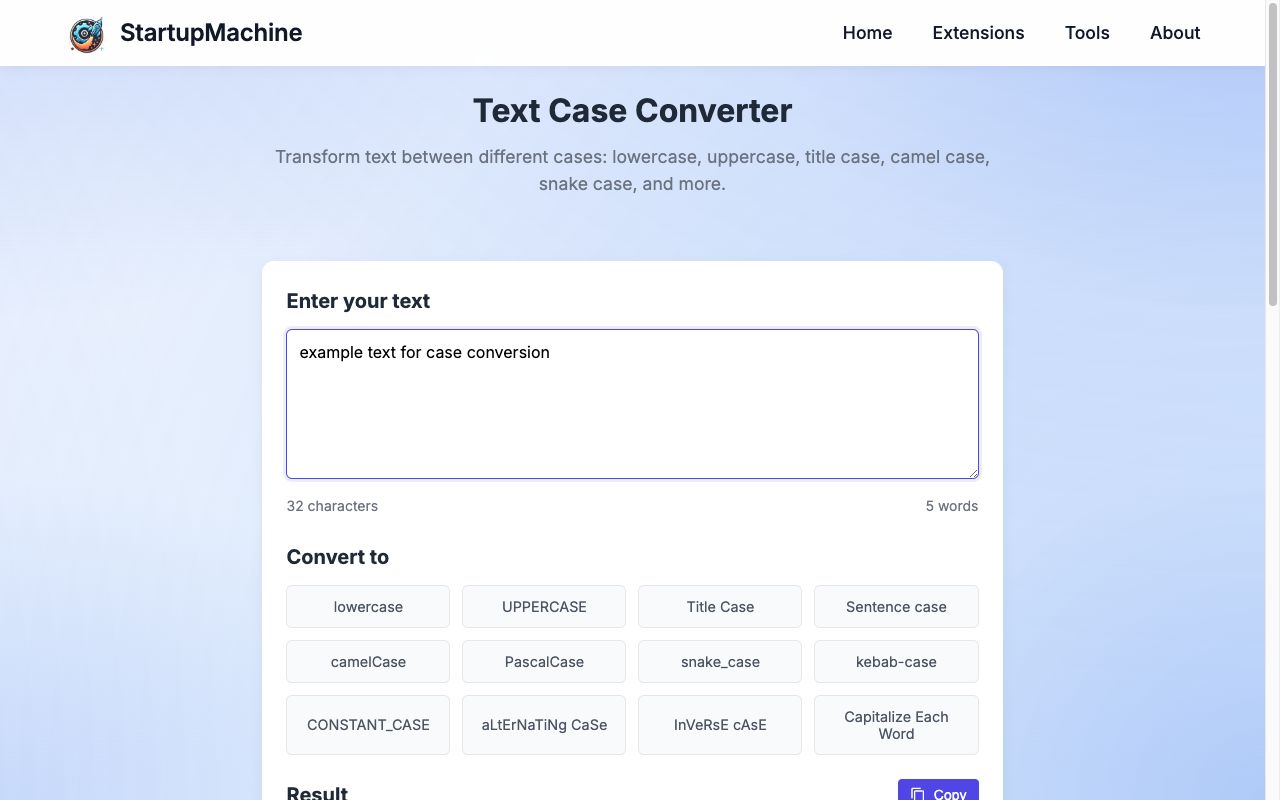 StartupMachine
Home
Extensions
Tools
About
Text Case Converter
Transform text between different cases: lowercase, uppercase, title case, camel case,
snake case, and more.
Enter your text
example text for case conversion
32 characters
5 words
Convert to
lowercase
UPPERCASE
Title Case
Sentence case
camelCase
PascalCase
snake_case
kebab-case
CONSTANT_CASE
aLtErNaTiNg CaSe
InVeRsE cAsE
Capitalize Each
Word
Result
Copy